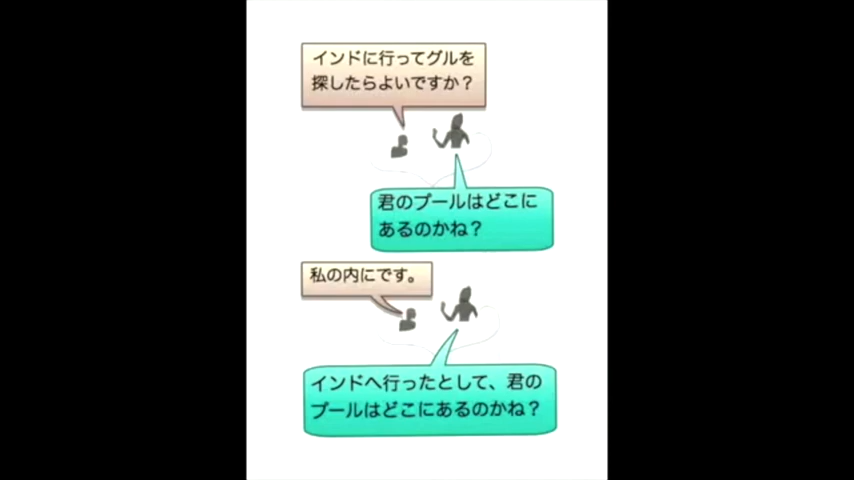 インドに行ってグルを
探したらよいですか？
君のプールはどこに
あるのかね？
私の内にです。
インドへ行ったとして、君の
プールはどこにあるのかね？